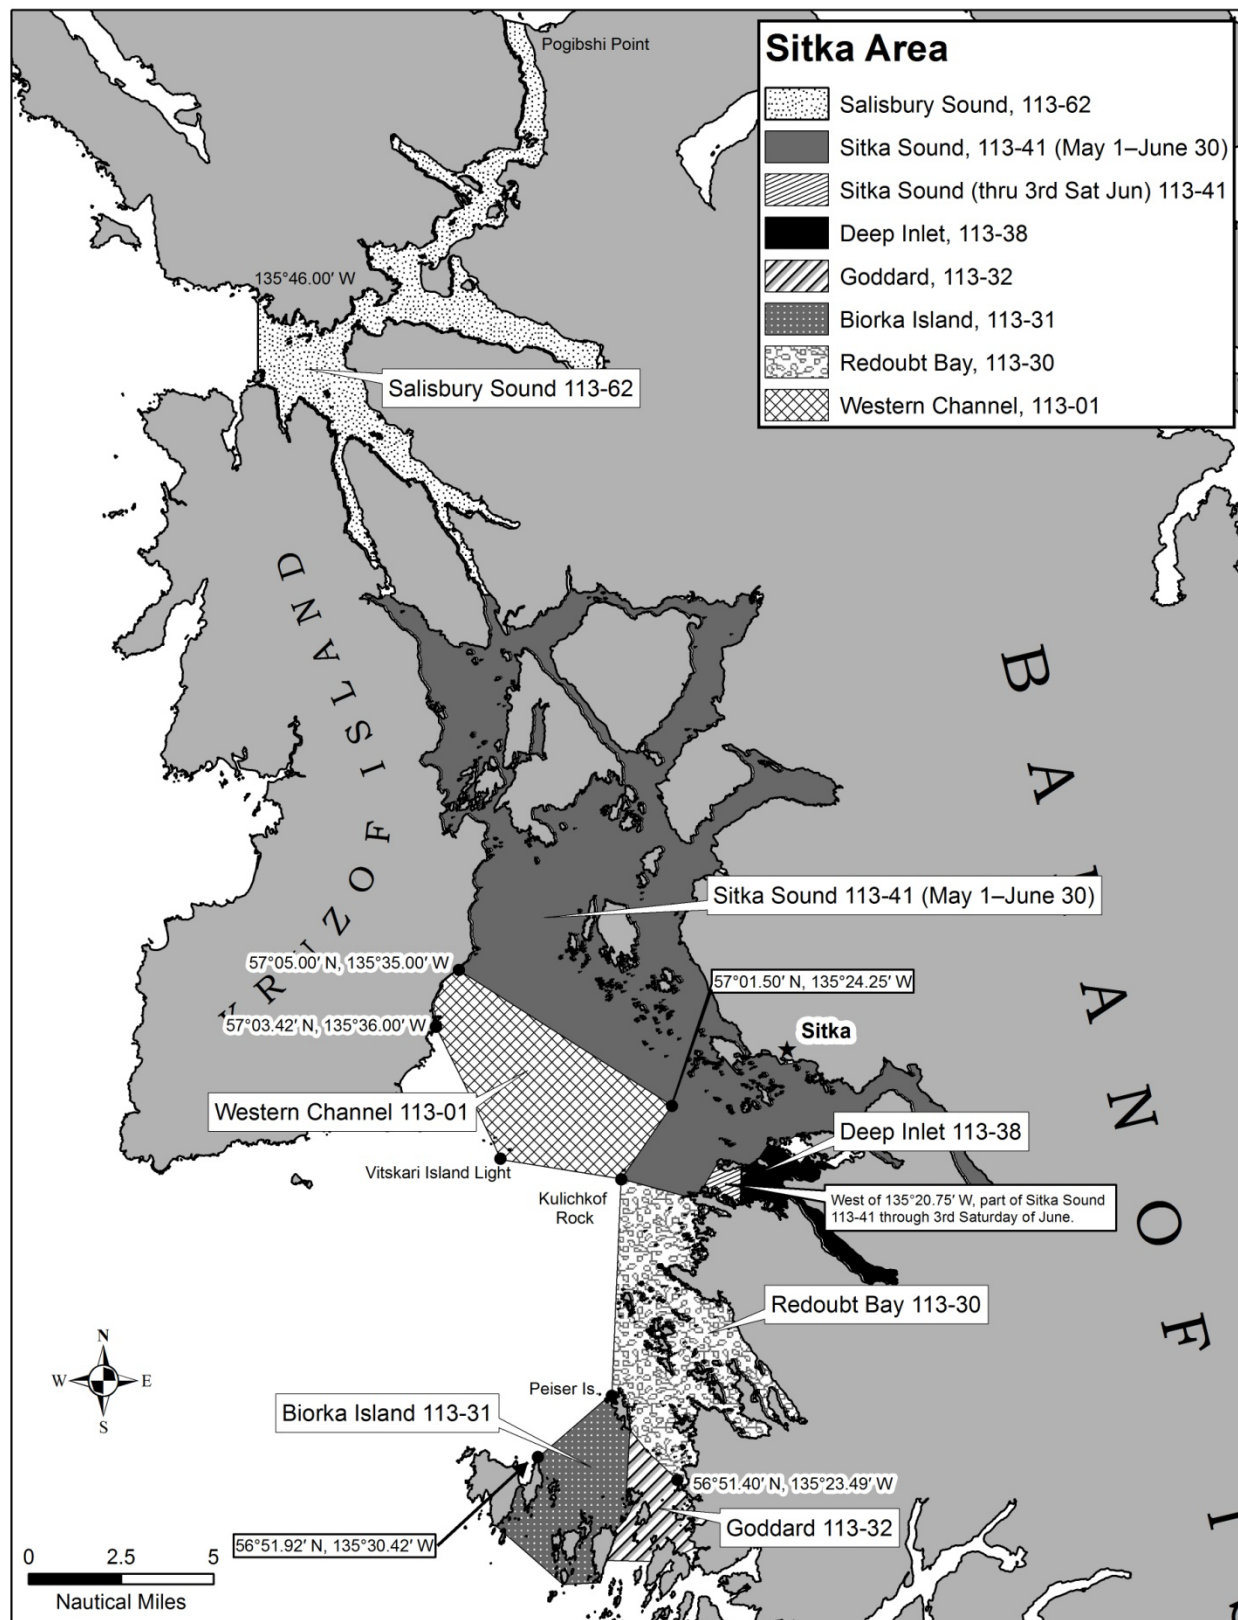 Pogibshi Point
Sitka Area
Salisbury Sound, 113-62
Sitka Sound, 113-41 (May 1–June 30)
Sitka Sound (thru 3rd Sat Jun) 113-41
Deep Inlet, 113-38
Goddard, 113-32
Biorka Island, 113-31
Redoubt Bay, 113-30
Western Channel, 113-01
135°46.00' W
Salisbury Sound 113-62
KRUZOF ISLAND
BARANOF I
Sitka Sound 113-41 (May 1–June 30)
57°05.00' N, 135°35.00' W
57°01.50' N, 135°24.25' W
57°03.42' N, 135°36.00' W
Sitka
Western Channel 113-01
Deep Inlet 113-38
Vitskari Island Light
Kulichkof
Rock
West of 135°20.75' W, part of Sitka Sound
113-41 through 3rd Saturday of June.
Redoubt Bay 113-30
N
W E
S
Peiser Is.
Biorka Island 113-31
56°51.40' N, 135°23.49' W
Goddard 113-32
56°51.92' N, 135°30.42' W
0 2.5 5
Nautical Miles